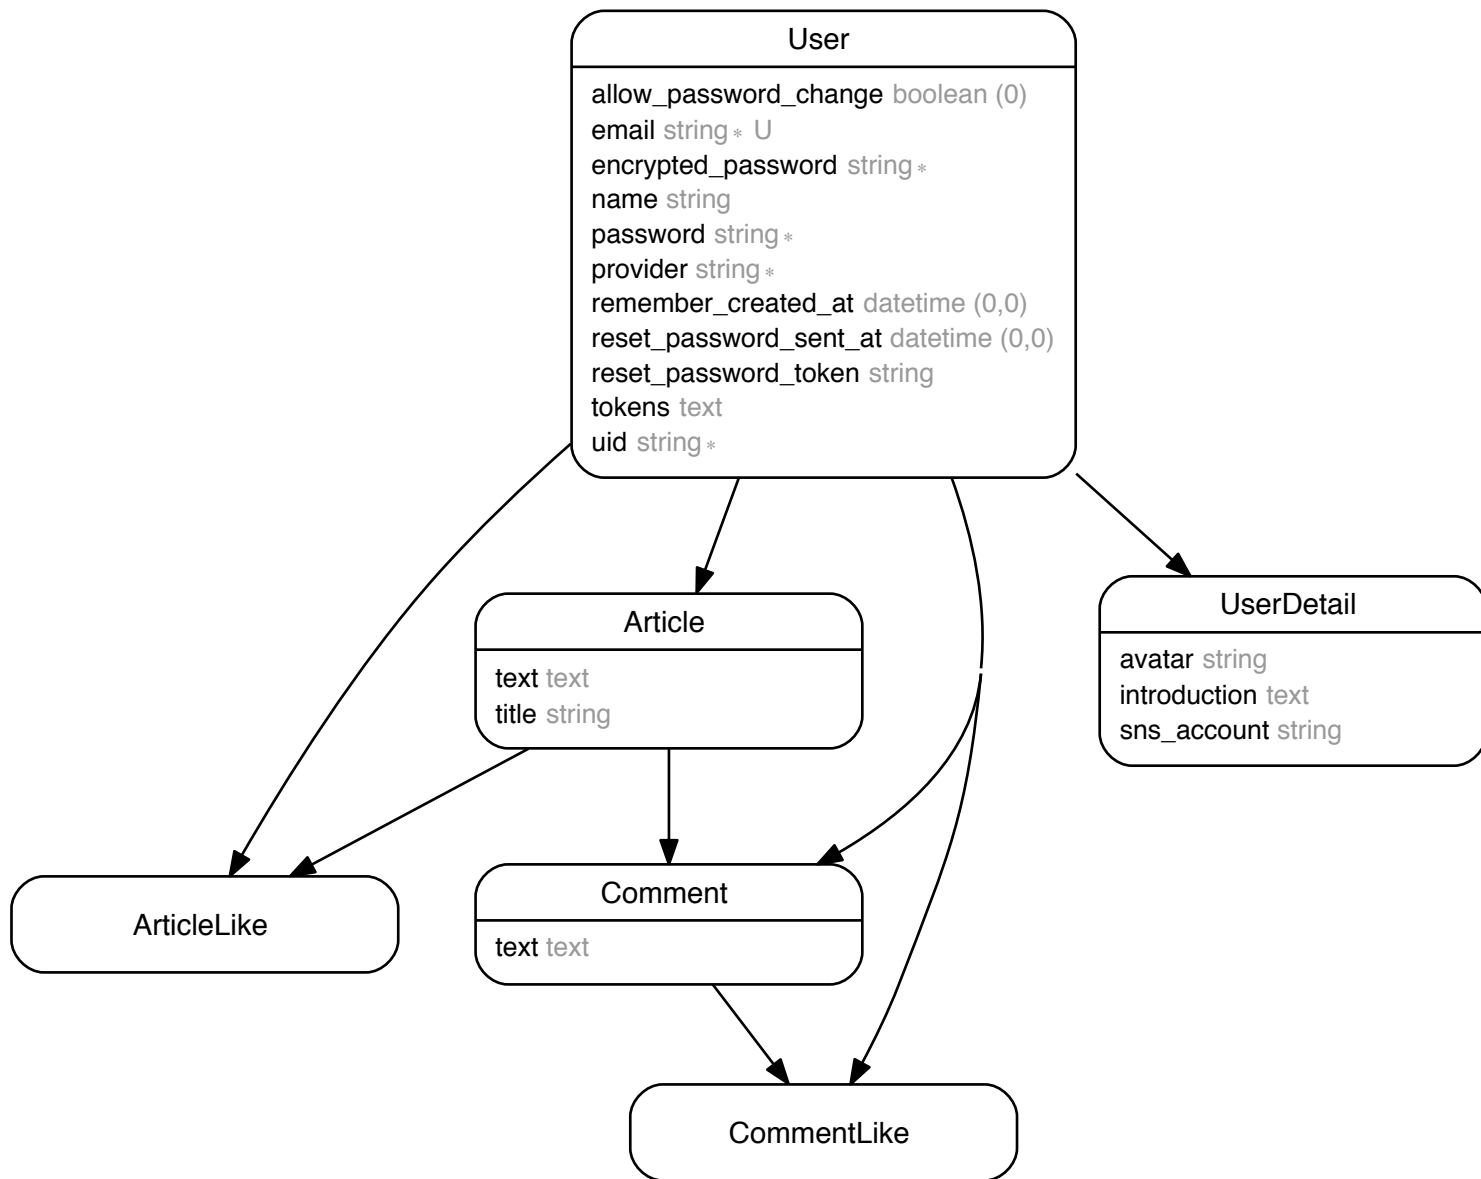 User
allow_password_change boolean (0)
email string∗ U
encrypted_password string∗
name string
password string∗
provider string∗
remember_created_at datetime (0,0)
reset_password_sent_at datetime (0,0)
reset_password_token string
tokens text
uid string∗
Article
text text
title string
UserDetail
avatar string
introduction text
sns_account string
ArticleLike
Comment
text text
CommentLike